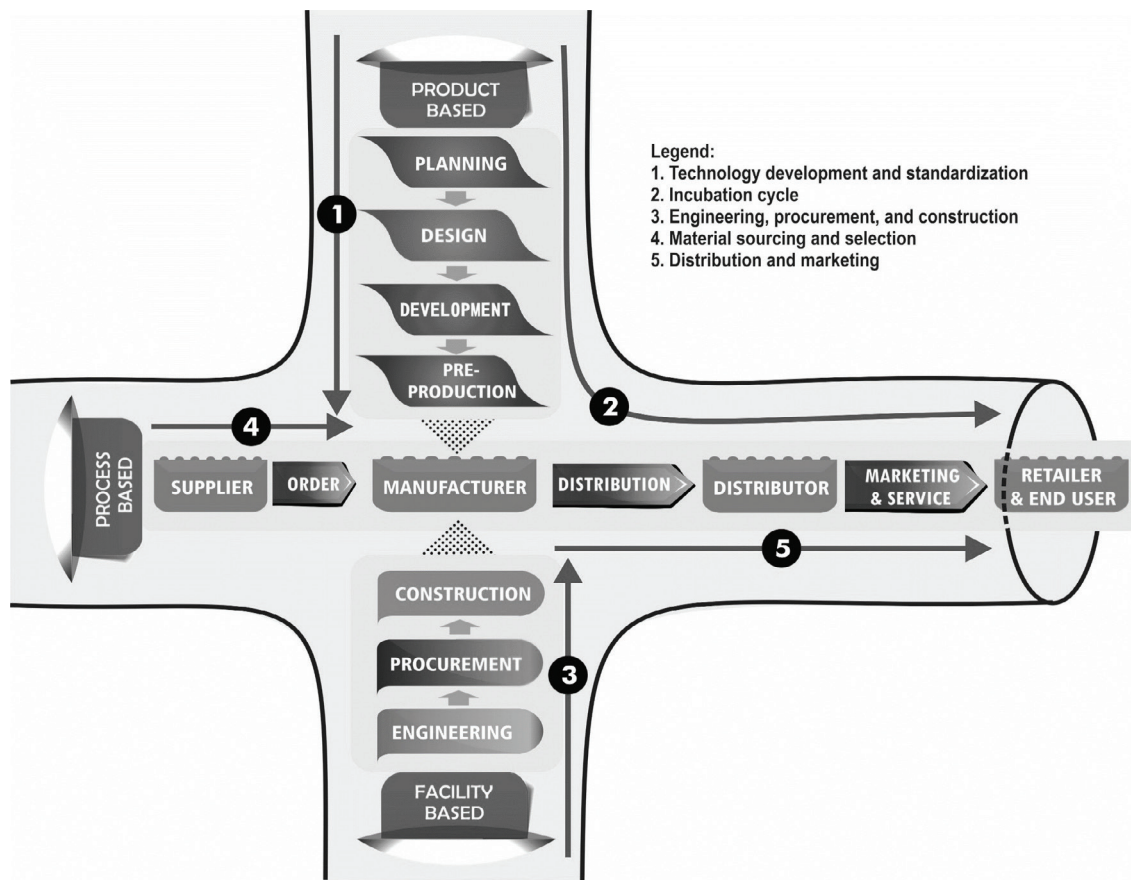 PRODUCT
BASED
PLANNING
DESIGN
DEVELOPMENT
PRE-
PRODUCTION
1
Legend:
1. Technology development and standardization
2. Incubation cycle
3. Engineering, procurement, and construction
4. Material sourcing and selection
5. Distribution and marketing
2
4
PROCESS
BASED
SUPPLIER
ORDER
MANUFACTURER
DISTRIBUTION
DISTRIBUTOR
MARKETING
& SERVICE
RETAILER
& END USER
5
CONSTRUCTION
PROCUREMENT
ENGINEERING
3
FACILITY
BASED